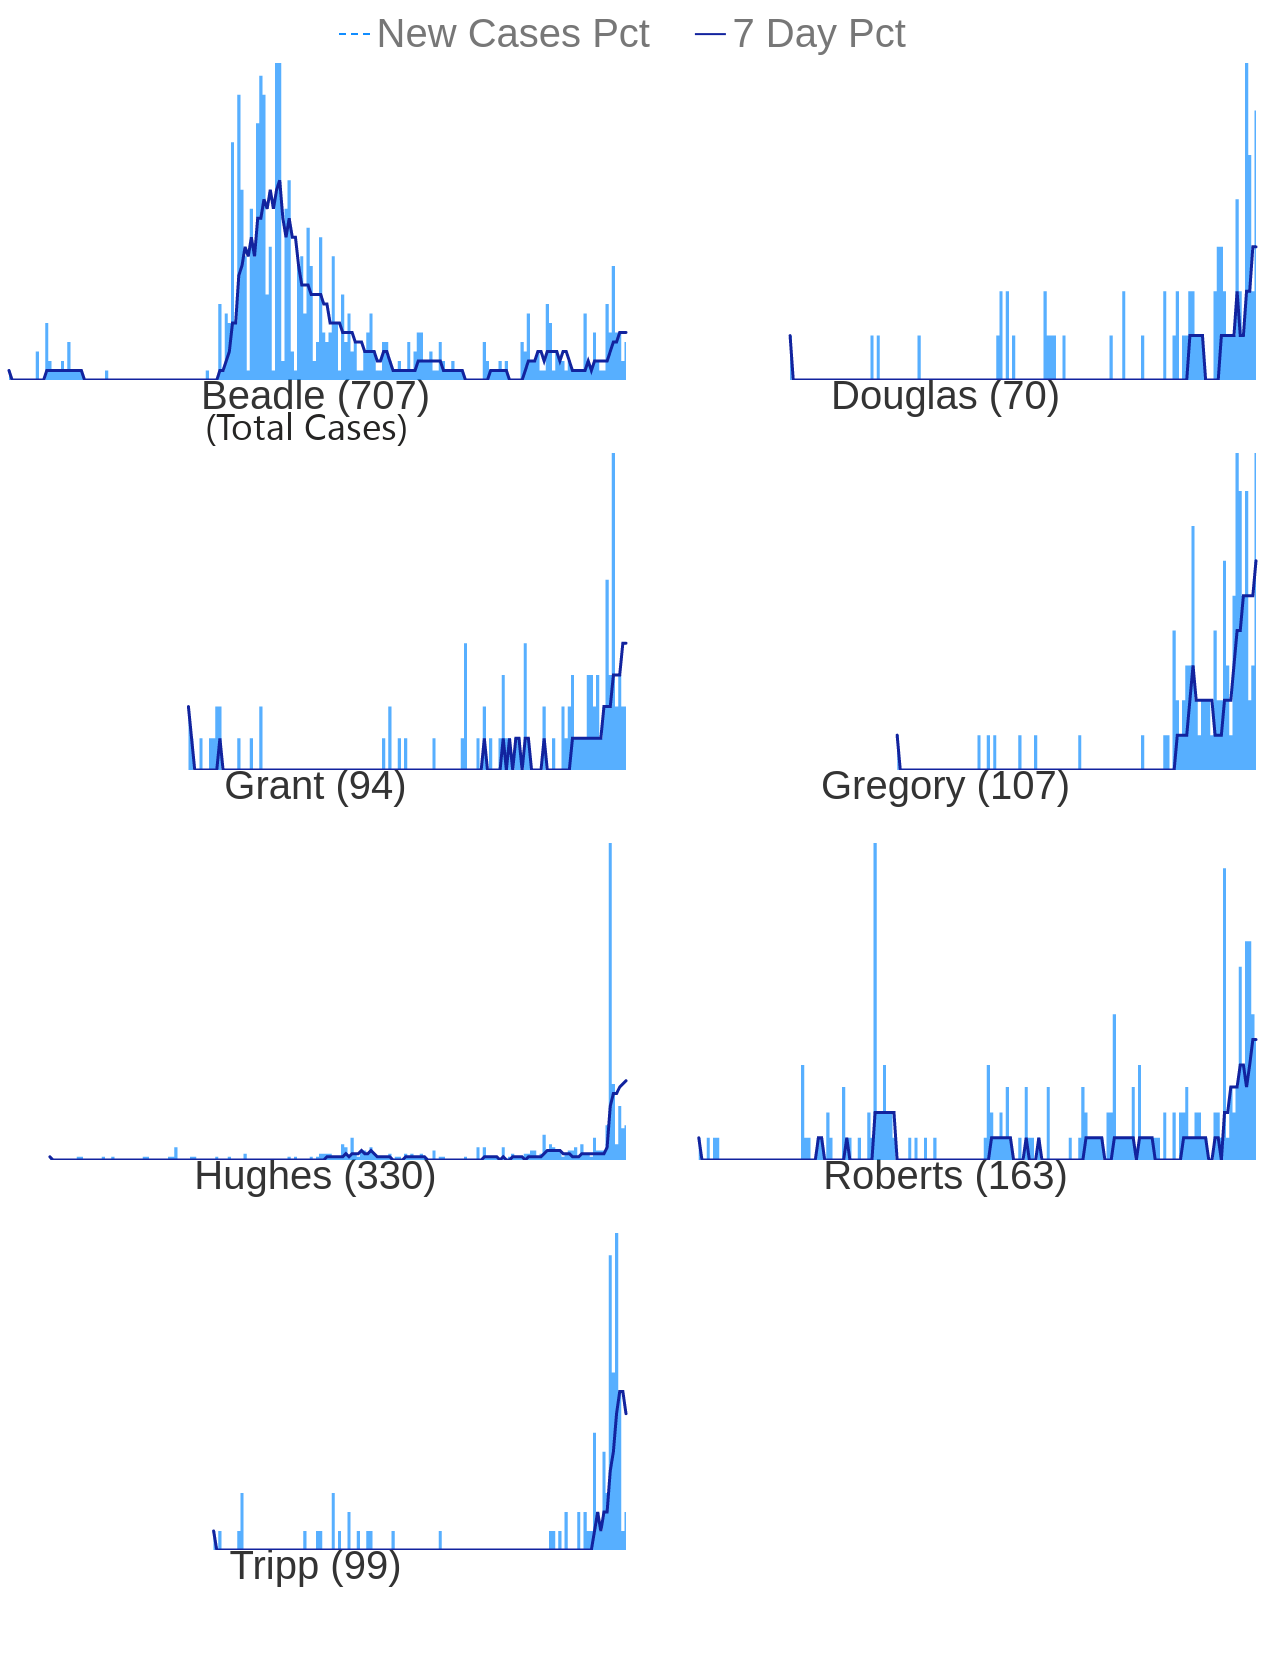 New Cases Pct 7 Day Pct
Beadle (707)
(Total Cases)
Douglas (70)
Grant (94)
Gregory (107)
Hughes (330)
Roberts (163)
Tripp (99)